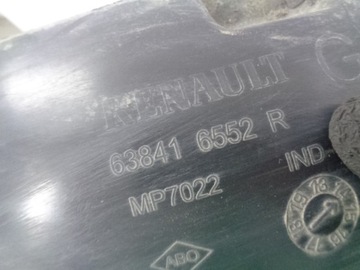 RENAULT G
63841 6552 R
MP7022 IND-
ABO